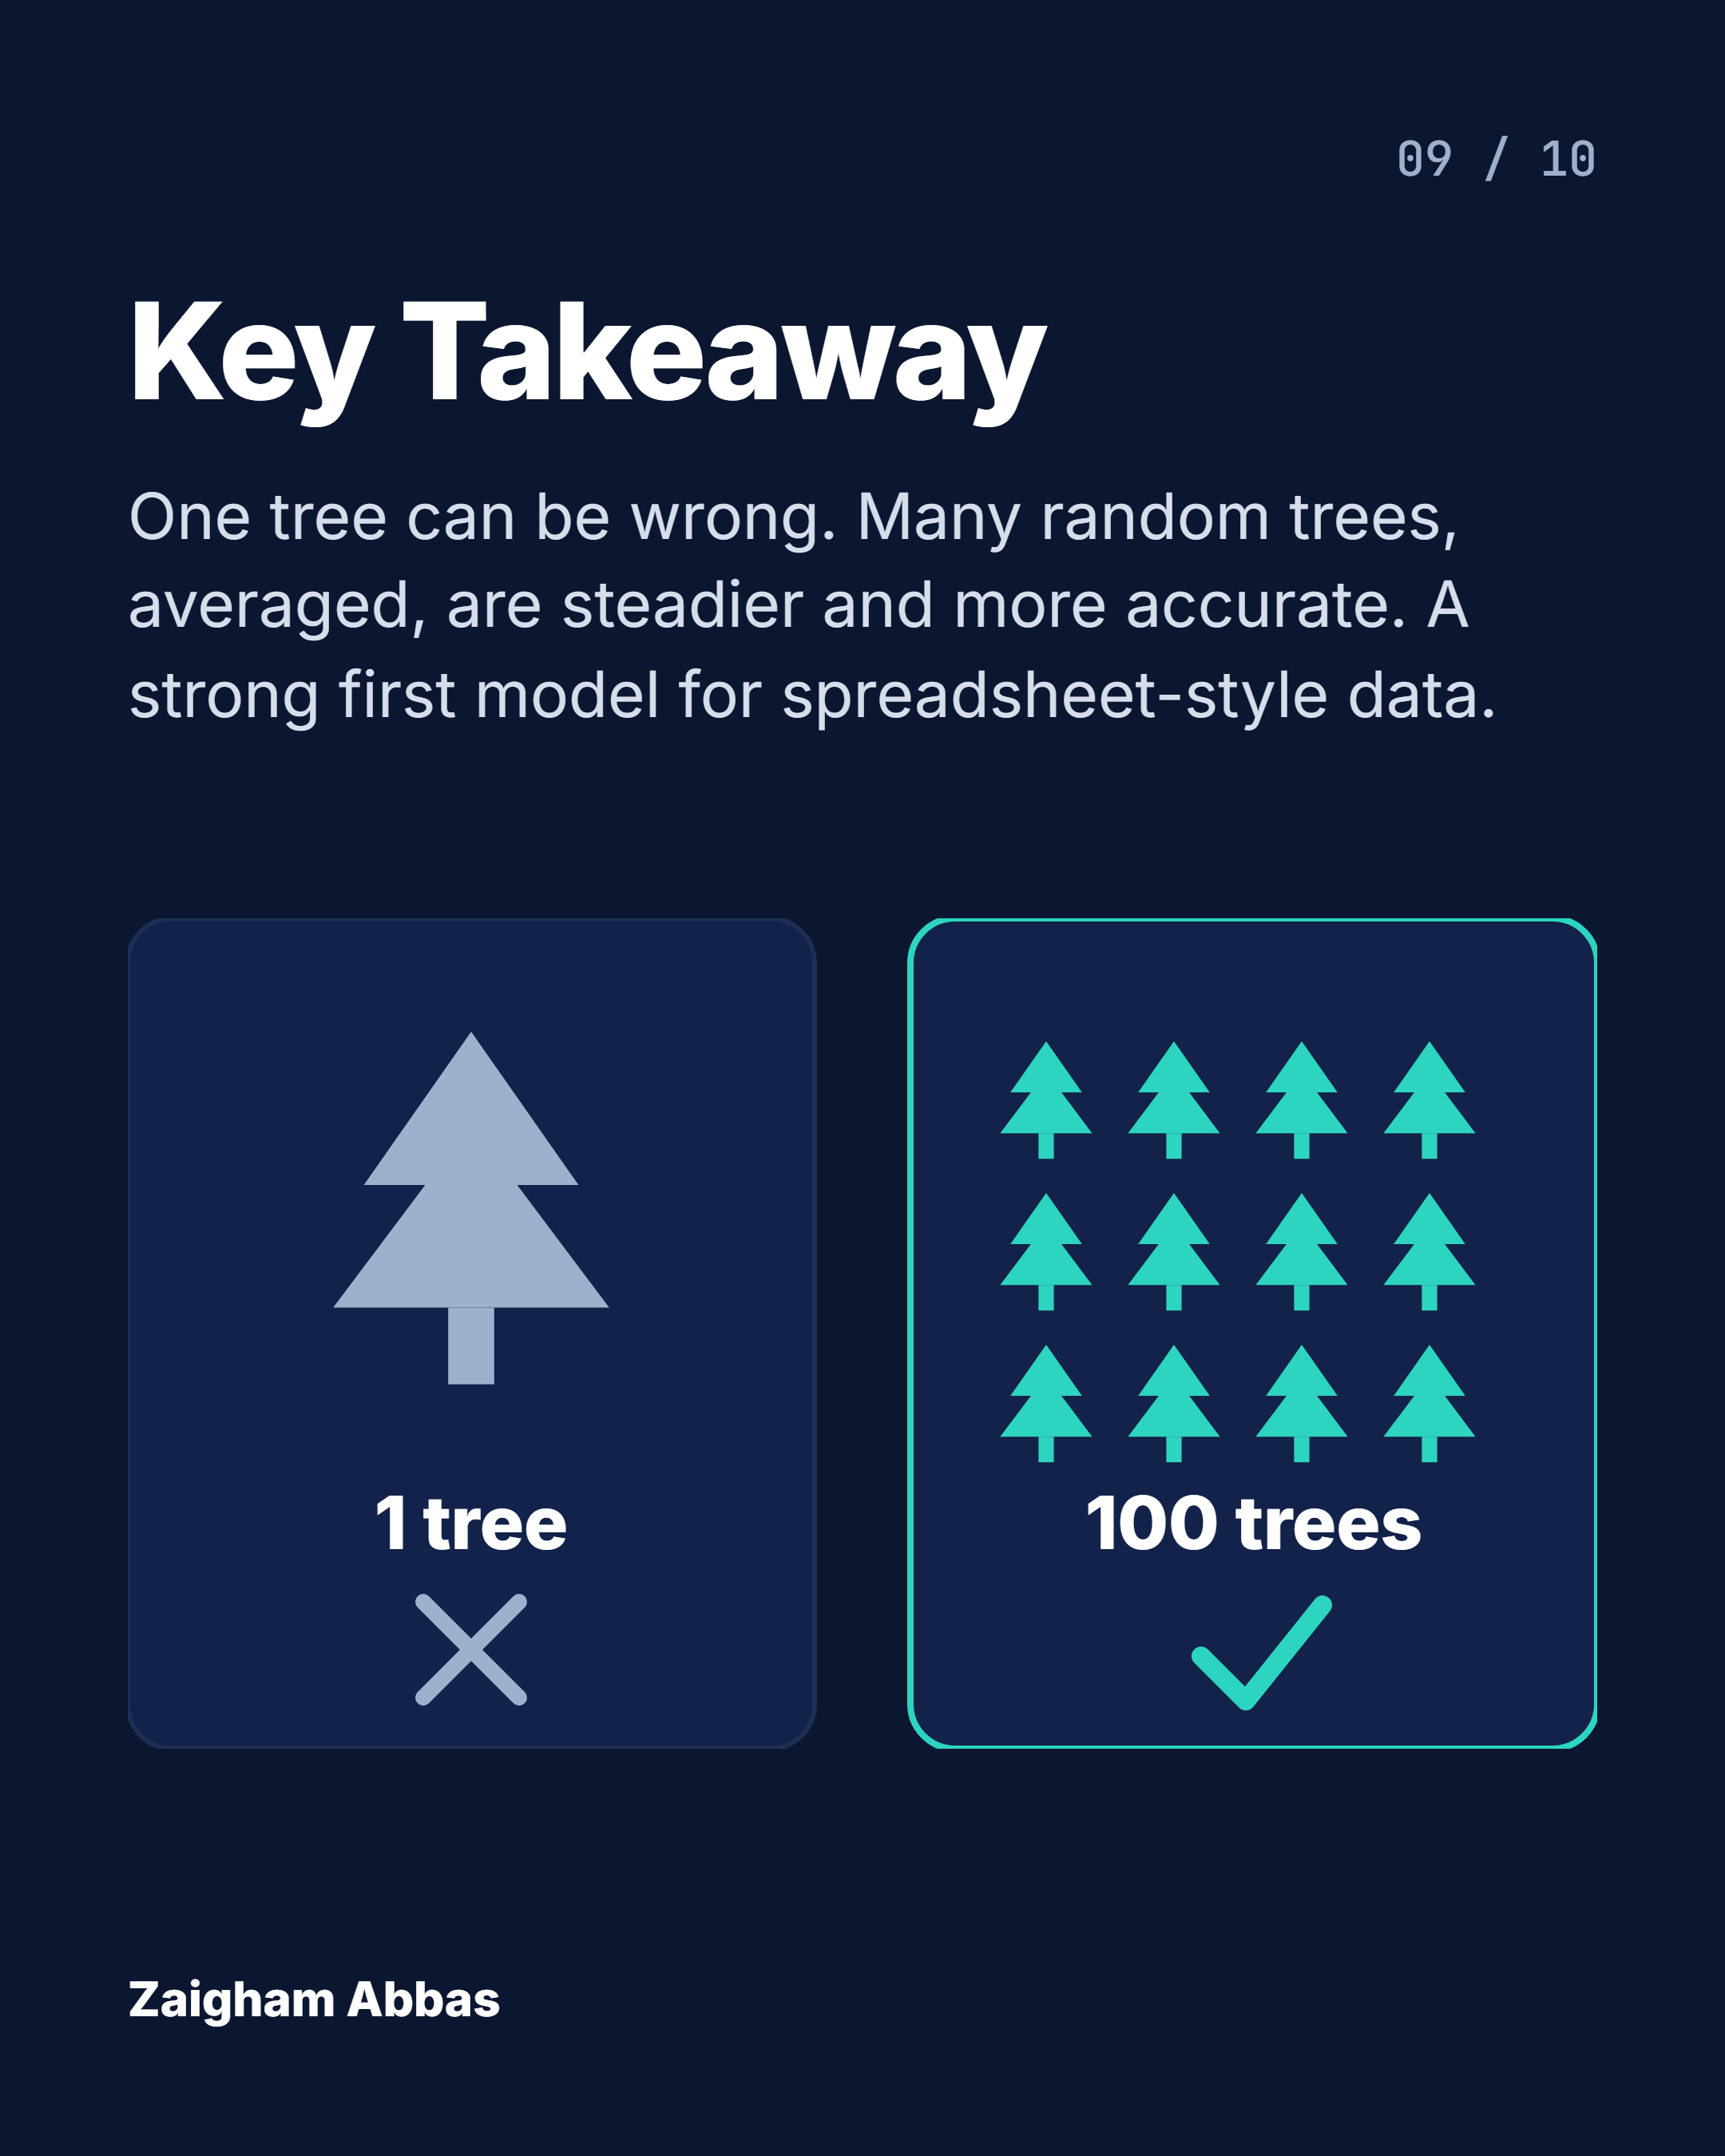 09 / 10
Key Takeaway
One tree can be wrong. Many random trees,
averaged, are steadier and more accurate. A
strong first model for spreadsheet-style data.
1 tree
100 trees
Zaigham Abbas